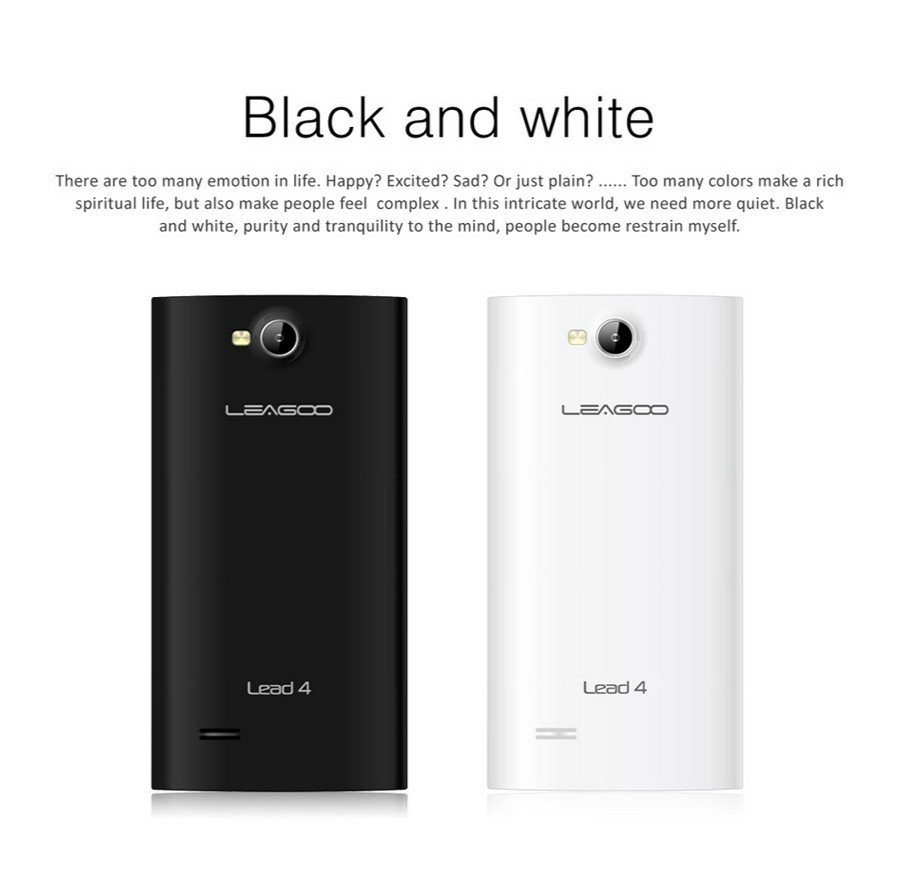 Black and white
There are too many emotion in life. Happy? Excited? Sad? Or just plain? ...... Too many colors make a rich
spiritual life, but also make people feel  complex . In this intricate world, we need more quiet. Black
and white, purity and tranquility to the mind, people become restrain myself.
LEAGOO
LEAGOO
Lead 4
Lead 4